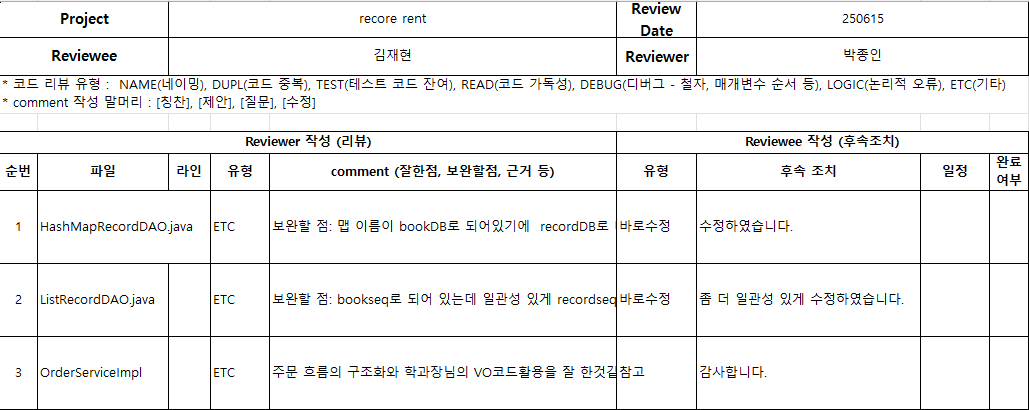 Project recore rent Review Date 250615
Reviewee 김재현 Reviewer 박종인
* 코드 리뷰 유형 : NAME(네이밍), DUPL(코드 중복), TEST(테스트 코드 잔여), READ(코드 가독성), DEBUG(디버그 - 철자, 매개변수 순서 등), LOGIC(논리적 오류), ETC(기타)
* comment 작성 말머리 : [칭찬], [제안], [질문], [수정]
Reviewer 작성 (리뷰) Reviewee 작성 (후속조치)
순번 파일 라인 유형 comment (잘한점, 보완할점, 근거 등) 유형 후속 조치 일정 완료 여부
1 HashMapRecordDAO.java ETC 보완할 점: 맵 이름이 bookDB로 되어있기에 recordDB로 바로수정 수정하였습니다.
2 ListRecordDAO.java ETC 보완할 점: bookseq로 되어 있는데 일관성 있게 recordseq 바로수정 좀 더 일관성 있게 수정하였습니다.
3 OrderServiceImpl ETC 주문 흐름의 구조화와 학과장님의 VO코드활용을 잘 한것 참고 감사합니다.